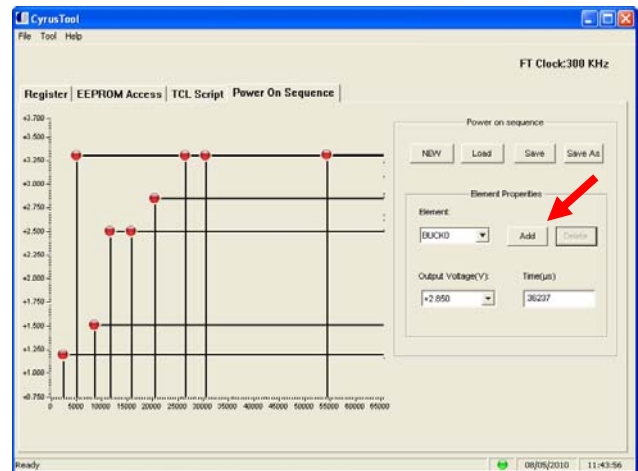 CyrusTool
File Tool Help
FT Clock:300 KHz
Register EEPROM Access TCL Script Power On Sequence
+3.700
+3.500
+3.250
+3.000
+2.750
+2.500
+2.250
+2.000
+1.750
+1.500
+1.250
+1.000
+0.750
0 5000 10000 15000 20000 25000 30000 35000 40000 45000 50000 55000 60000 65000
Power on sequence
NEW Load Save Save As
Element Properties
Element:
BUCK0 Add Delete
Output Voltage(V): Time(µs)
+2.850 36237
Ready 08/05/2010 11:43:56